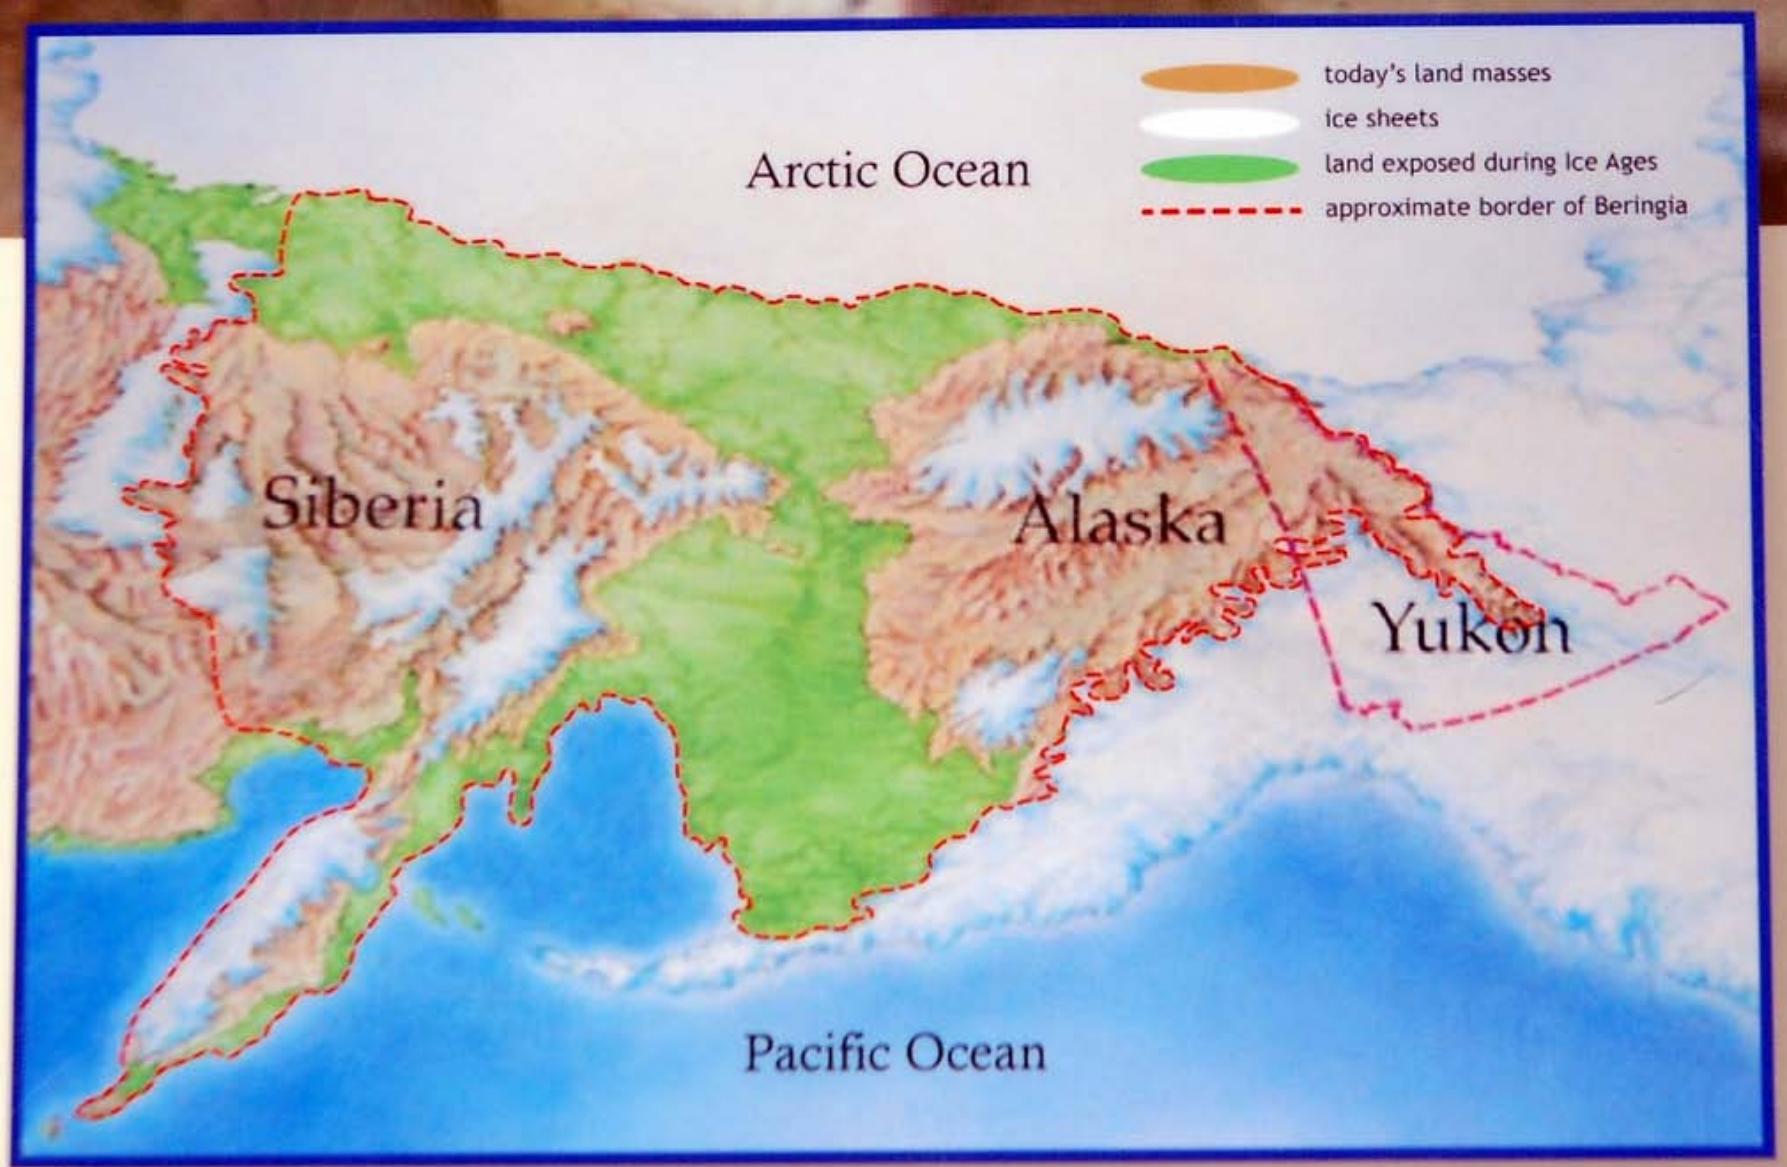 today's land masses
ice sheets
land exposed during Ice Ages
approximate border of Beringia
Arctic Ocean
Siberia
Alaska
Yukon
Pacific Ocean